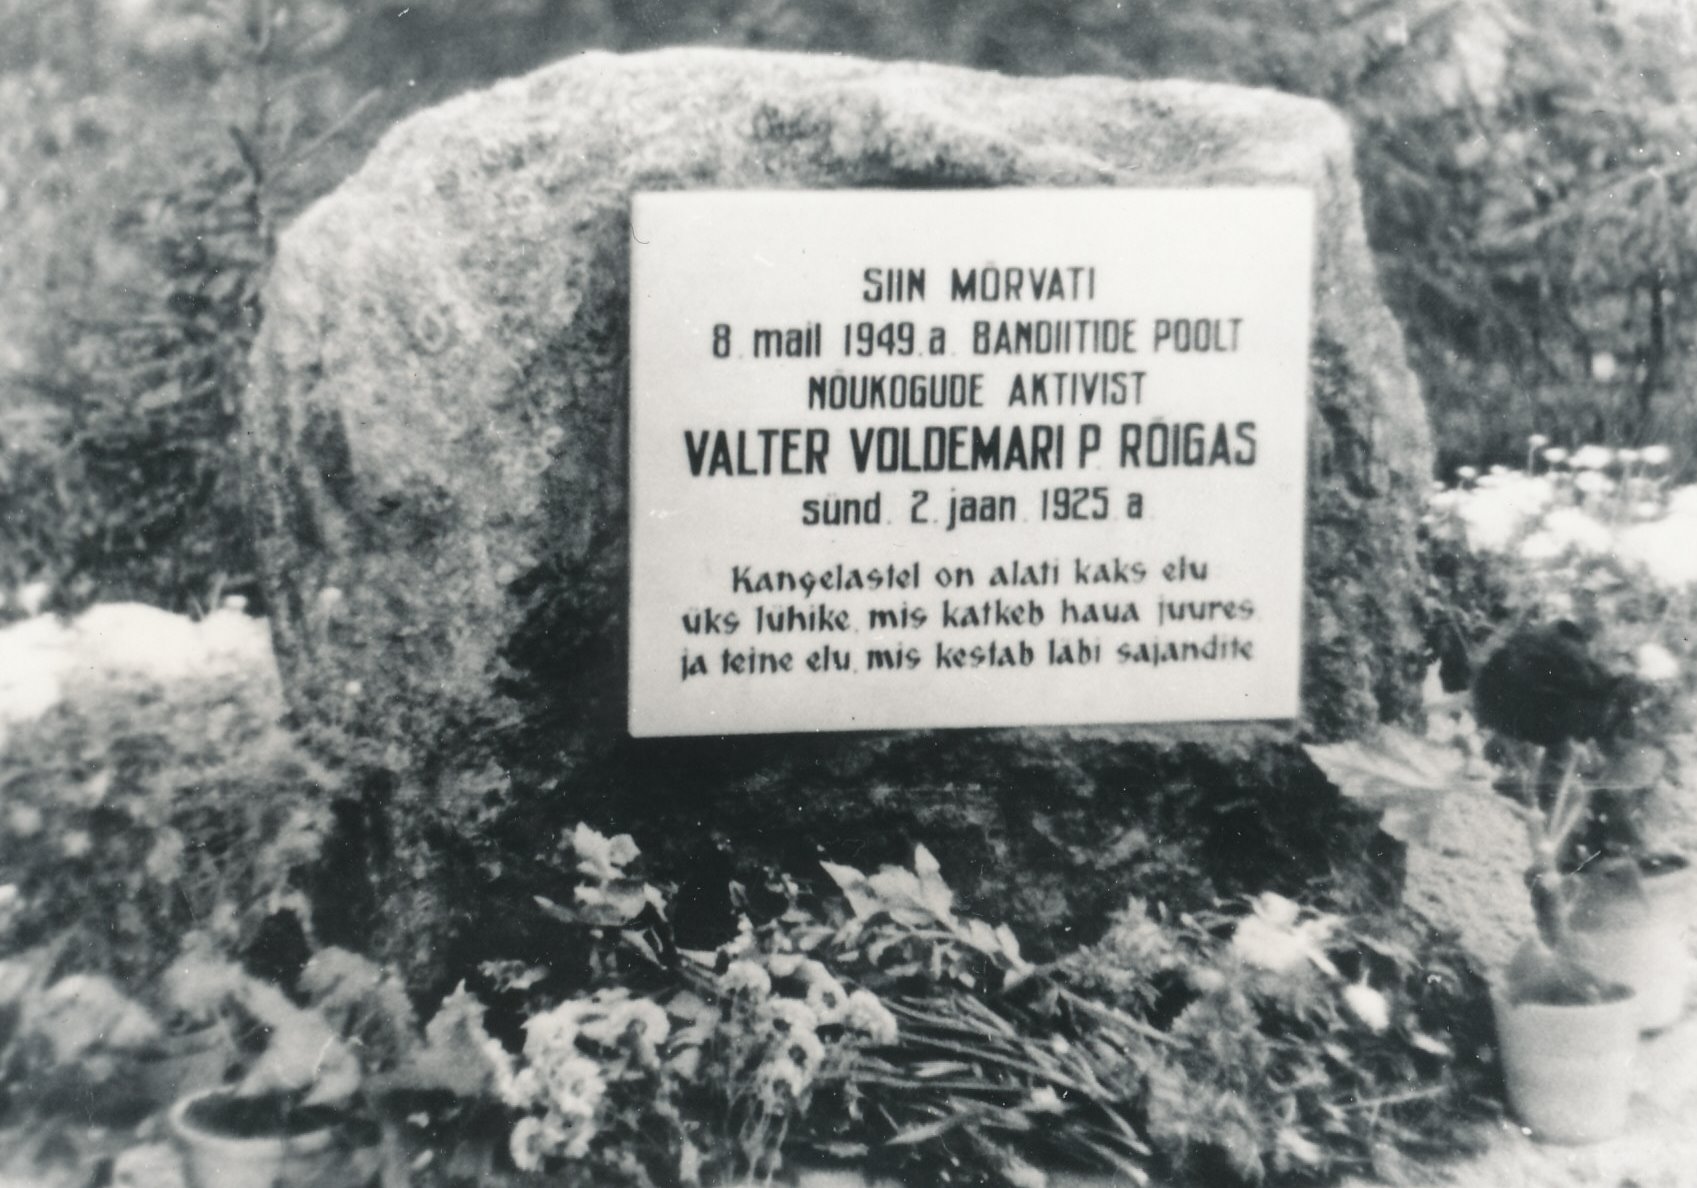 SIIN MÕRVATI
8. mail 1949. a. BANDIITIDE POOLT
NÕUKOGUDE AKTIVIST
VALTER VOLDEMARI P. RÕIGAS
sünd. 2. jaan. 1925. a.
Kangelastel on alati kaks elu
üks lühike, mis katkeb haua juures,
ja teine elu, mis kestab läbi sajandite